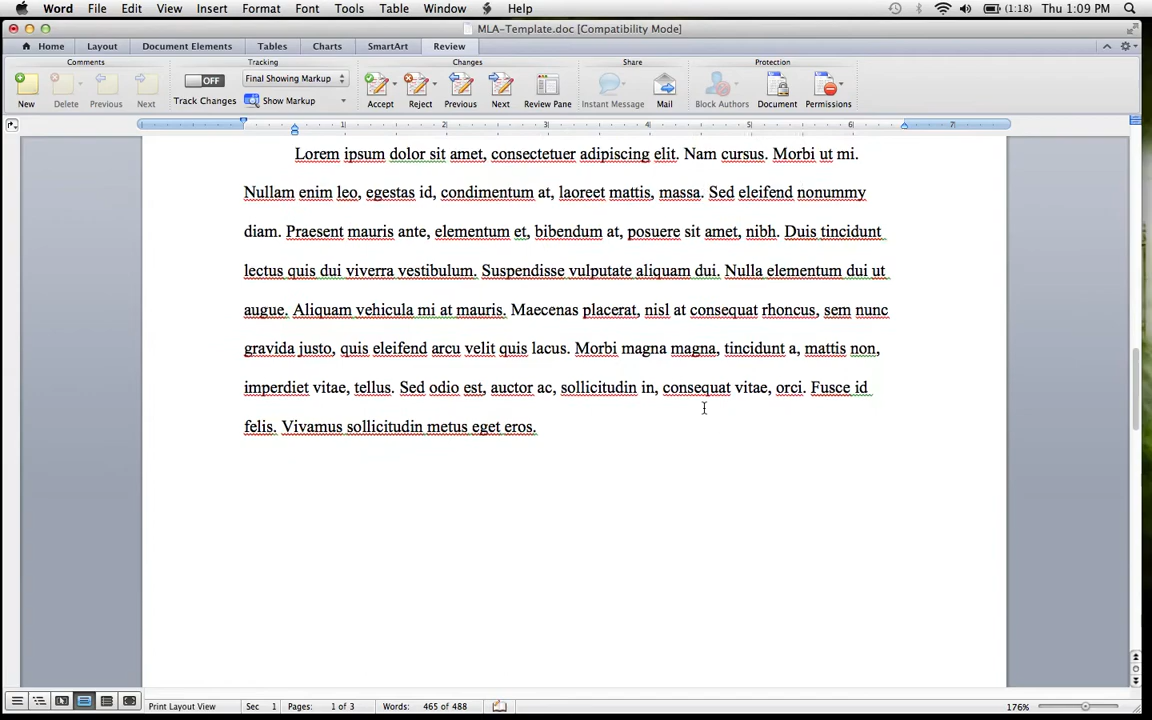 Word File Edit View Insert Format Font Tools Table Window Help (1:18) Thu 1:09 PM
MLA-Template.doc [Compatibility Mode]
Home Layout Document Elements Tables Charts SmartArt Review
Comments Tracking Changes Share Protection
OFF Final Showing Markup
Track Changes Show Markup
New Delete Previous Next Accept Reject Previous Next Review Pane Instant Message Mail Block Authors Document Permissions
1 2 3 4 5 6 7
Lorem ipsum dolor sit amet, consectetuer adipiscing elit. Nam cursus. Morbi ut mi.
Nullam enim leo, egestas id, condimentum at, laoreet mattis, massa. Sed eleifend nonummy
diam. Praesent mauris ante, elementum et, bibendum at, posuere sit amet, nibh. Duis tincidunt
lectus quis dui viverra vestibulum. Suspendisse vulputate aliquam dui. Nulla elementum dui ut
augue. Aliquam vehicula mi at mauris. Maecenas placerat, nisl at consequat rhoncus, sem nunc
gravida justo, quis eleifend arcu velit quis lacus. Morbi magna magna, tincidunt a, mattis non,
imperdiet vitae, tellus. Sed odio est, auctor ac, sollicitudin in, consequat vitae, orci. Fusce id
felis. Vivamus sollicitudin metus eget eros.
Print Layout View Sec 1 Pages: 1 of 3 Words: 465 of 488 176%